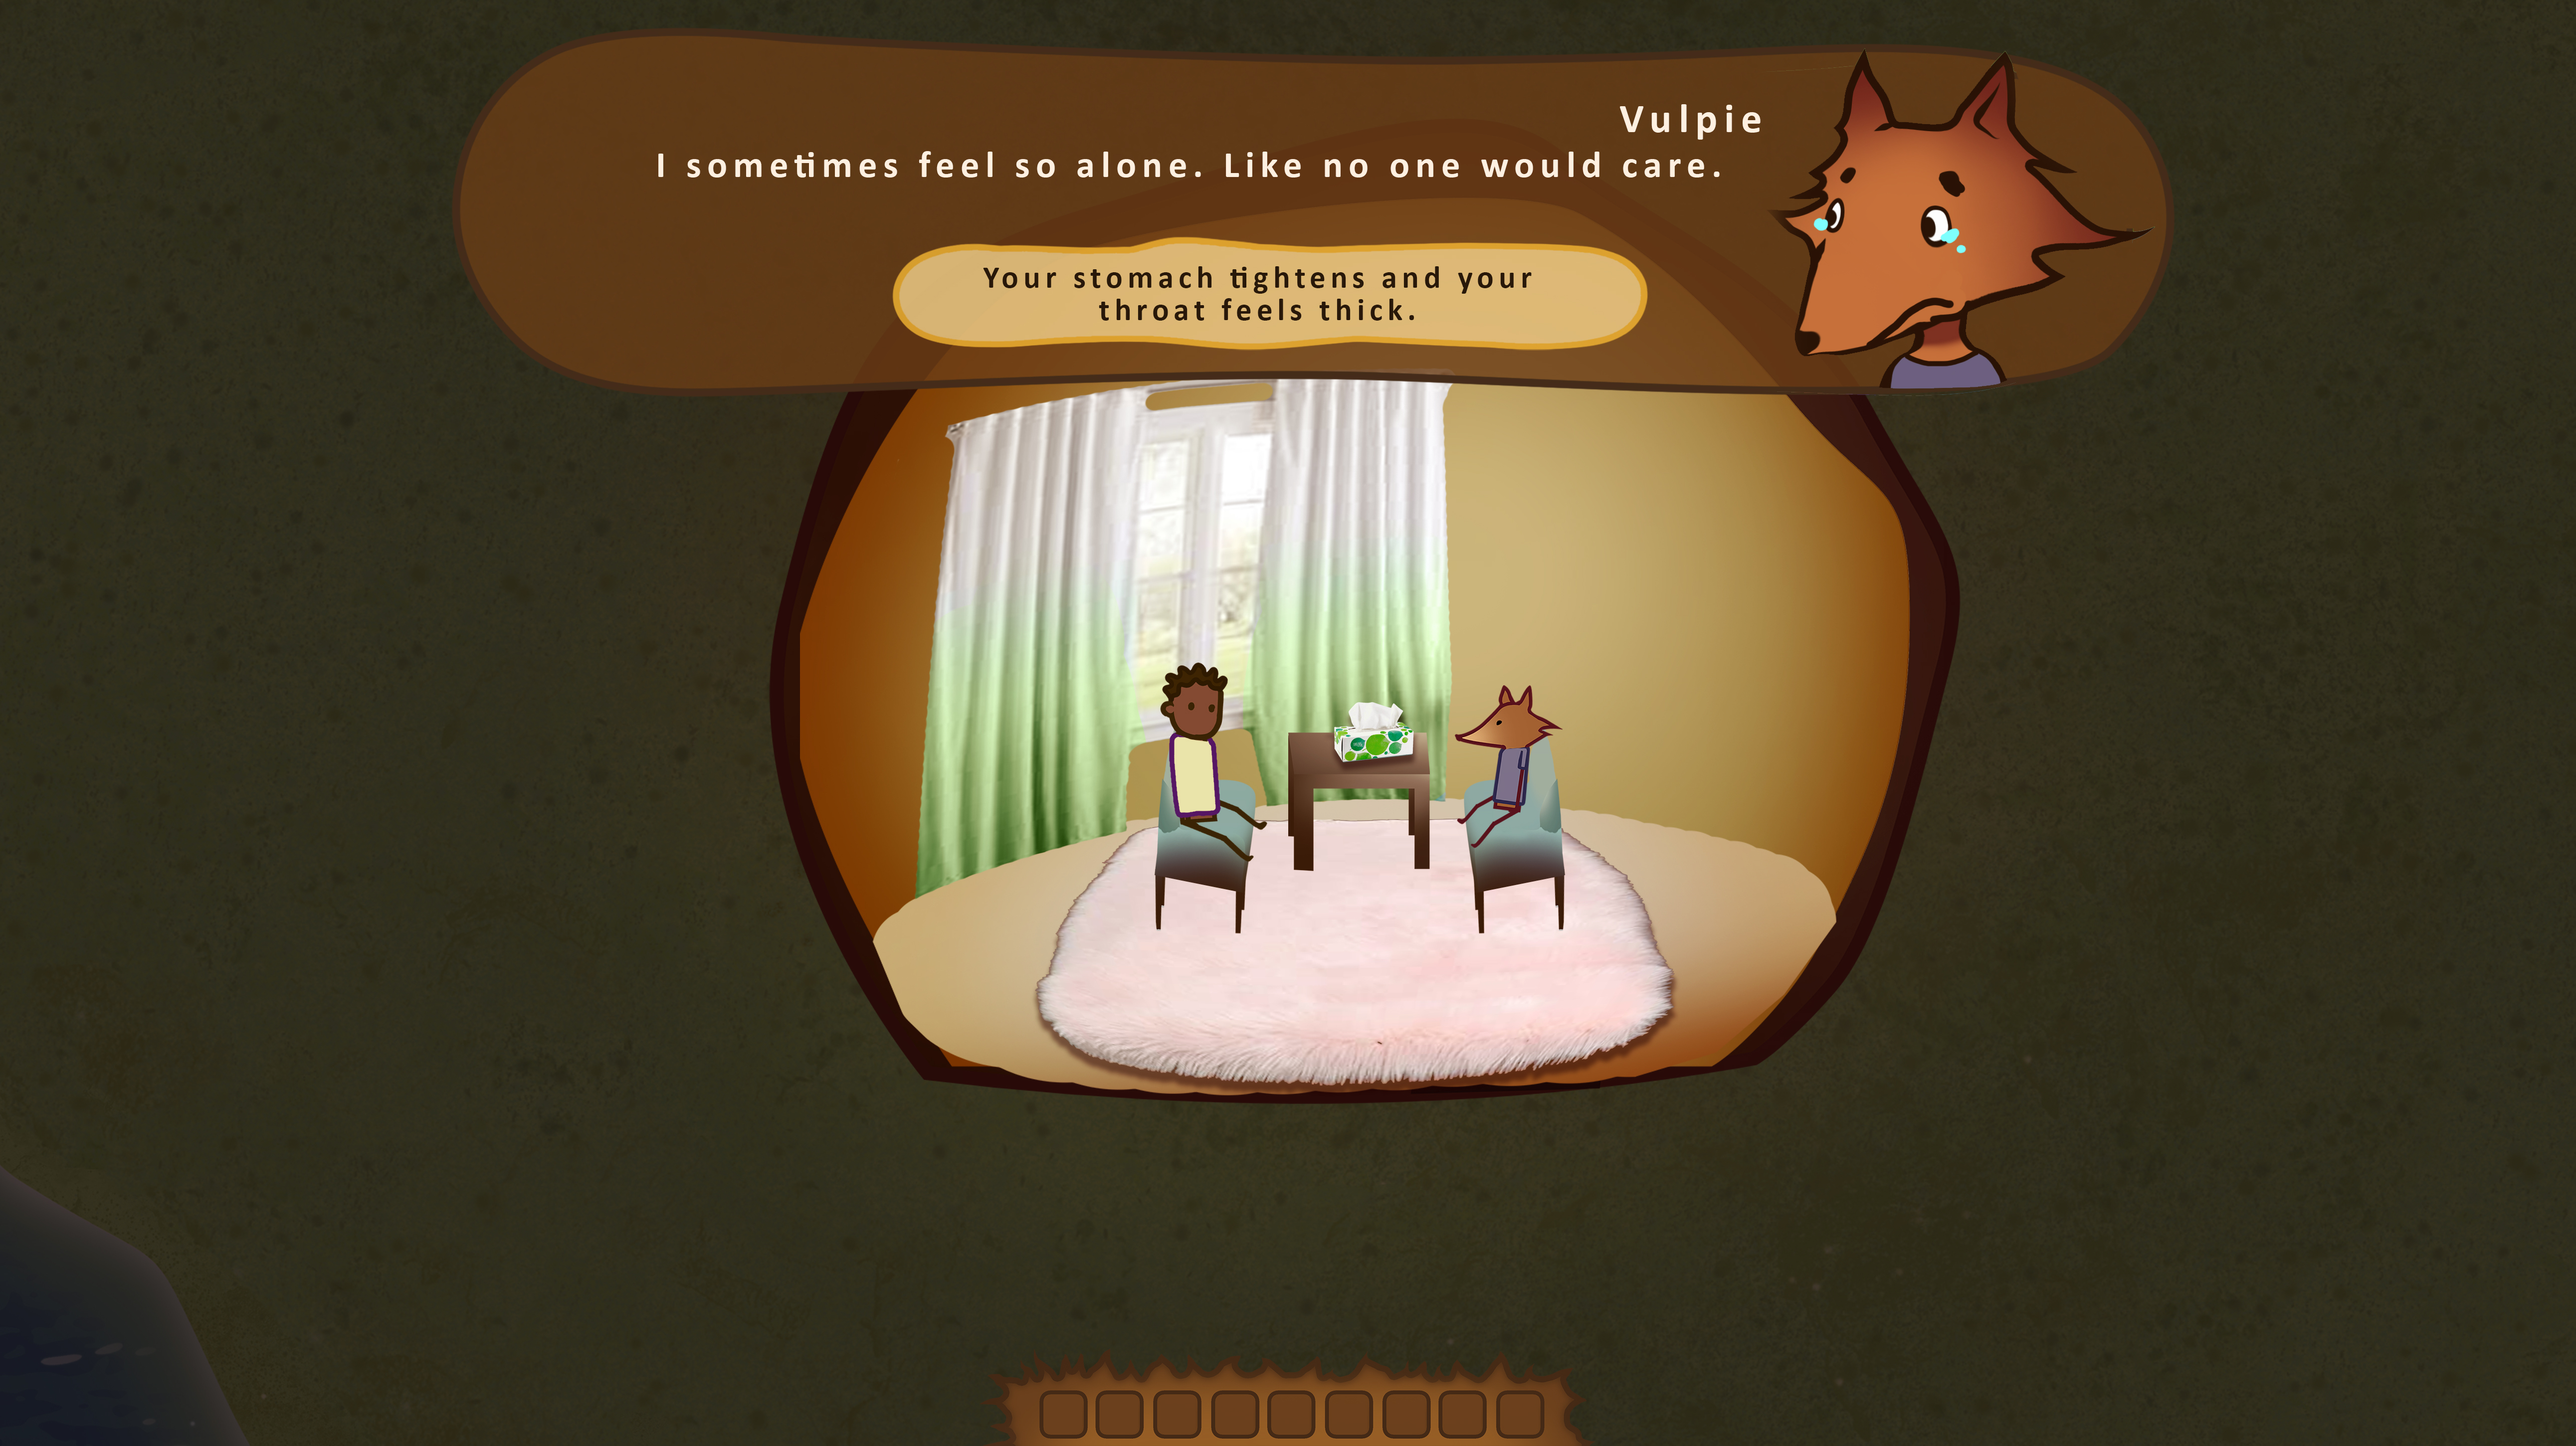 Vulpie
I sometimes feel so alone. Like no one would care.
Your stomach tightens and your
throat feels thick.